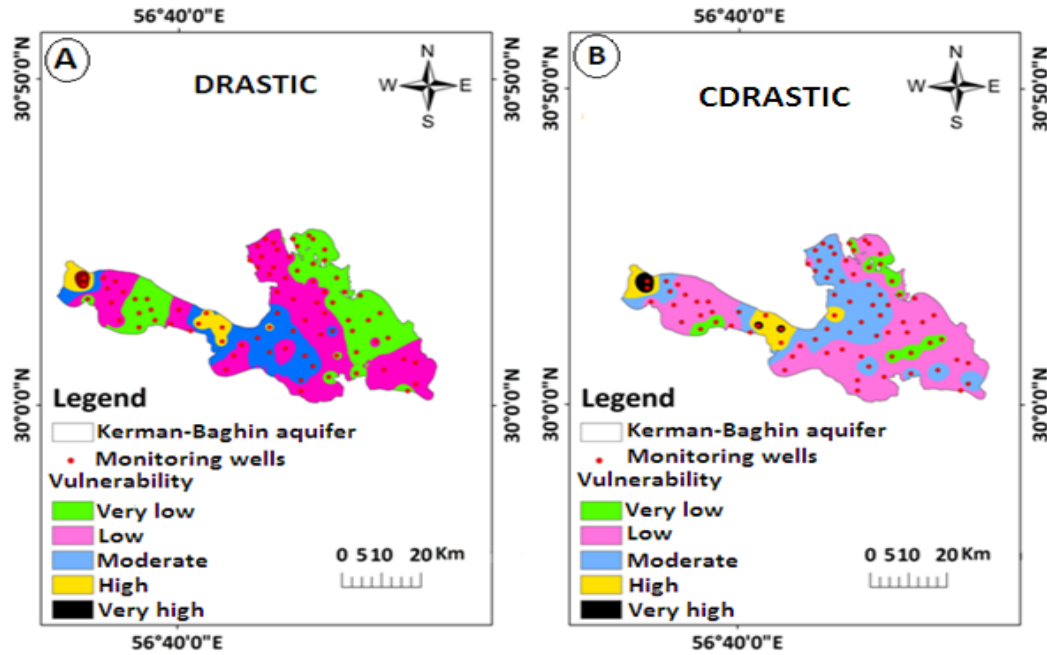 56°40'0"E
A
DRASTIC
N
W E
S
30°50'0"N
30°50'0"N
30°0'0"N
30°0'0"N
Legend
Kerman-Baghin aquifer
Monitoring wells
Vulnerability
Very low
Low
Moderate
High
Very high
0 510 20 Km
56°40'0"E
56°40'0"E
B
CDRASTIC
N
W E
S
30°50'0"N
30°0'0"N
Legend
Kerman-Baghin aquifer
Monitoring wells
Vulnerability
Very low
Low
Moderate
High
Very high
0 510 20 Km
56°40'0"E